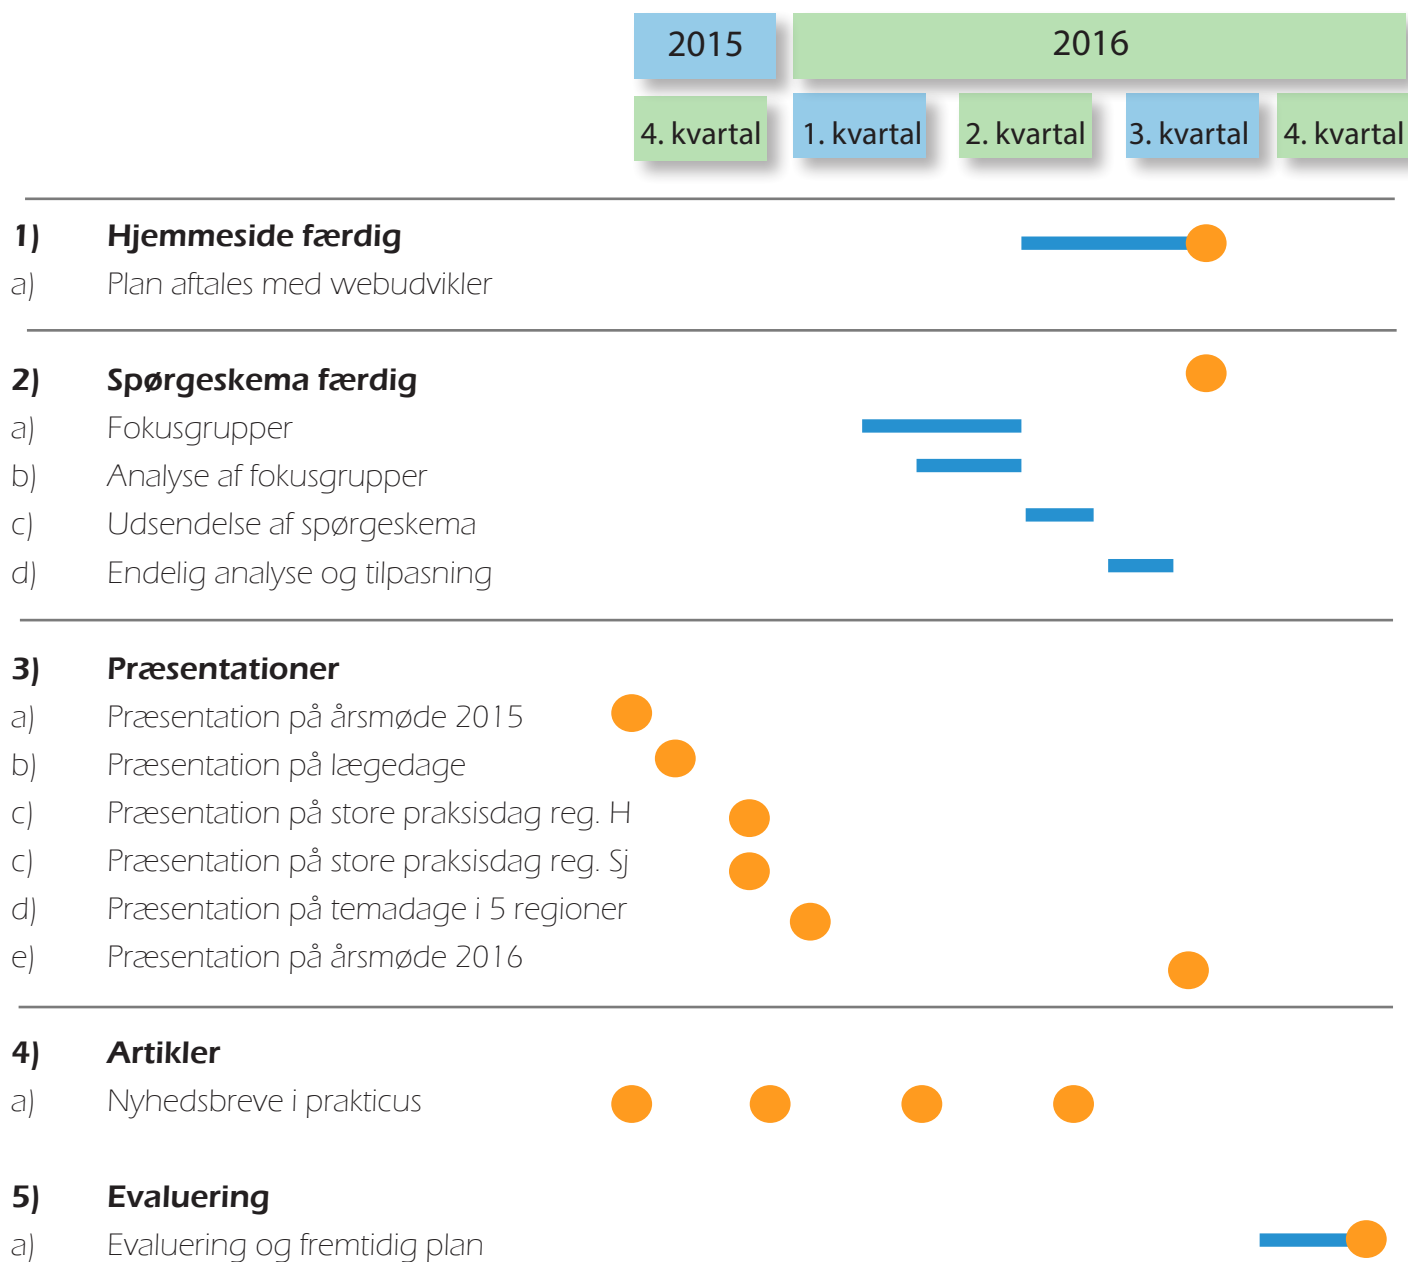 2015 2016
4. kvartal 1. kvartal 2. kvartal 3. kvartal 4. kvartal
1) Hjemmeside færdig
a) Plan aftales med webudvikler
2) Spørgeskema færdig
a) Fokusgrupper
b) Analyse af fokusgrupper
c) Udsendelse af spørgeskema
d) Endelig analyse og tilpasning
3) Præsentationer
a) Præsentation på årsmøde 2015
b) Præsentation på lægedage
c) Præsentation på store praksisdag reg. H
c) Præsentation på store praksisdag reg. Sj
d) Præsentation på temadage i 5 regioner
e) Præsentation på årsmøde 2016
4) Artikler
a) Nyhedsbreve i prakticus
5) Evaluering
a) Evaluering og fremtidig plan